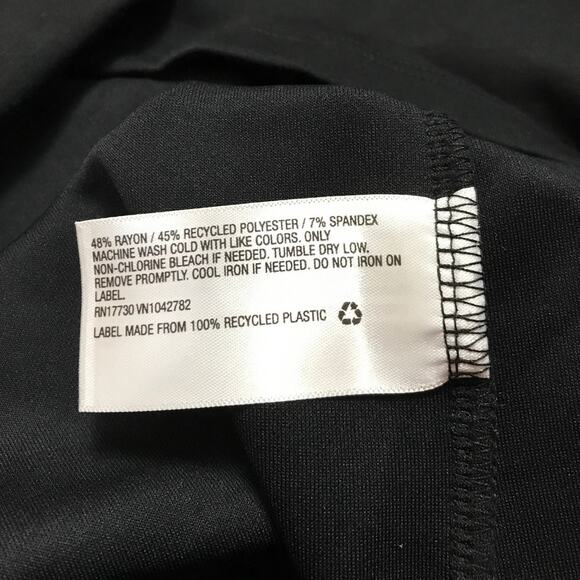 48% RAYON / 45% RECYCLED POLYESTER / 7% SPANDEX
MACHINE WASH COLD WITH LIKE COLORS. ONLY
NON-CHLORINE BLEACH IF NEEDED. TUMBLE DRY LOW.
REMOVE PROMPTLY. COOL IRON IF NEEDED. DO NOT IRON ON
LABEL.
RN17730 VN1042782
LABEL MADE FROM 100% RECYCLED PLASTIC